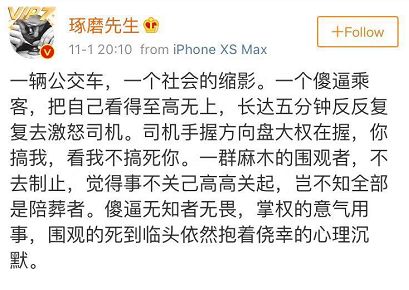 琢磨先生
11-1 20:10 from iPhone XS Max
+Follow
一辆公交车，一个社会的缩影。一个傻逼乘
客，把自己看得至高无上，长达五分钟反反复
复去激怒司机。司机手握方向盘大权在握，你
搞我，看我不搞死你。一群麻木的围观者，不
去制止，觉得事不关己高高关起，岂不知全部
是陪葬者。傻逼无知者无畏，掌权的意气用
事，围观的死到临头依然抱着侥幸的心理沉
默。